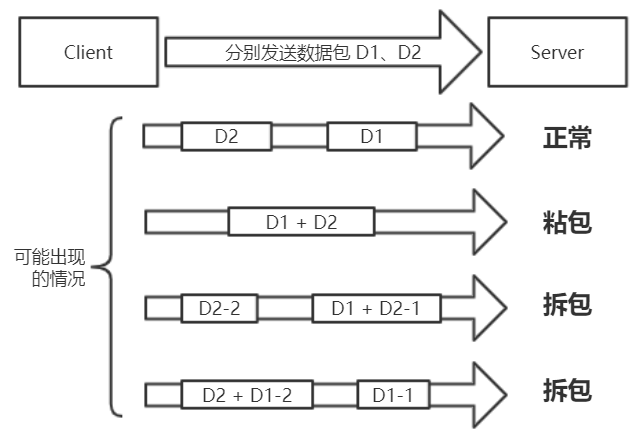 Client
分别发送数据包 D1、D2
Server
D2
D1
正常
D1 + D2
粘包
可能出现
的情况
D2-2
D1 + D2-1
拆包
D2 + D1-2
D1-1
拆包